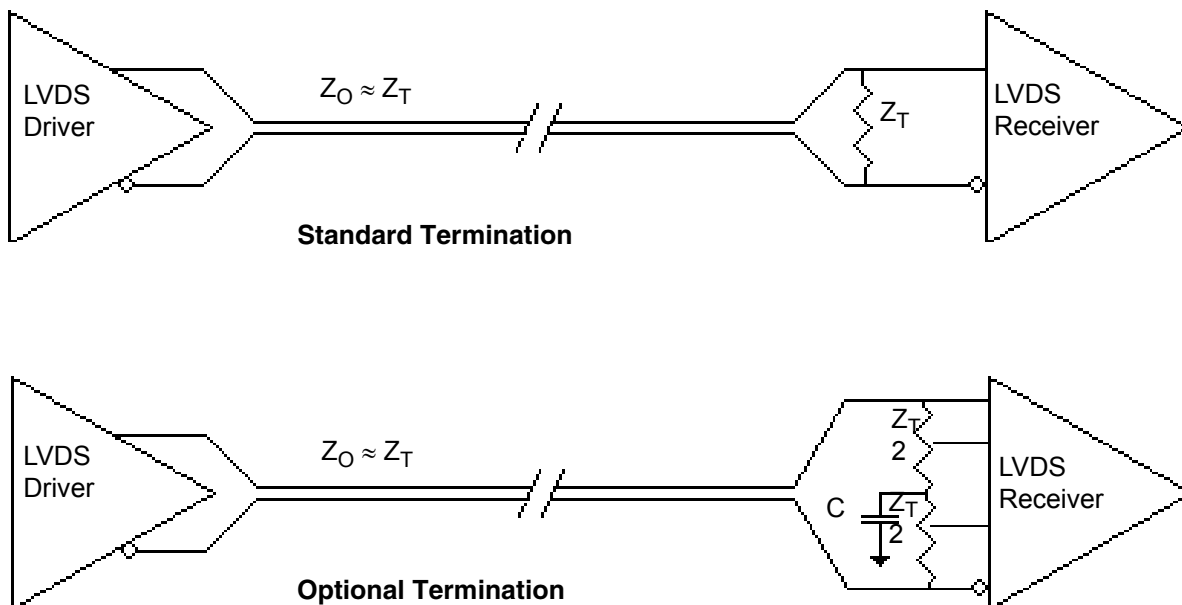 LVDS
Driver
Z_O ≈ Z_T
Z_T
LVDS
Receiver
Standard Termination
LVDS
Driver
Z_O ≈ Z_T
Z_T
2
C
Z_T
2
LVDS
Receiver
Optional Termination